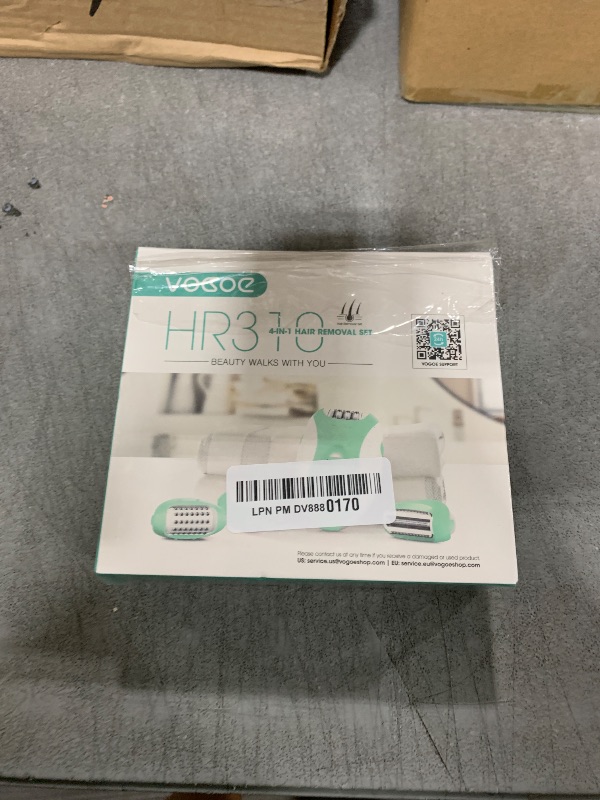 VOGOE
HR310
4-IN-1 HAIR REMOVAL SET
BEAUTY WALKS WITH YOU
VOGOE SUPPORT
LPN PM DV8880170
Please contact us at any time if you receive a damaged or used product.
US: service.us@vogoeshop.com | EU: service.eu@vogoeshop.com